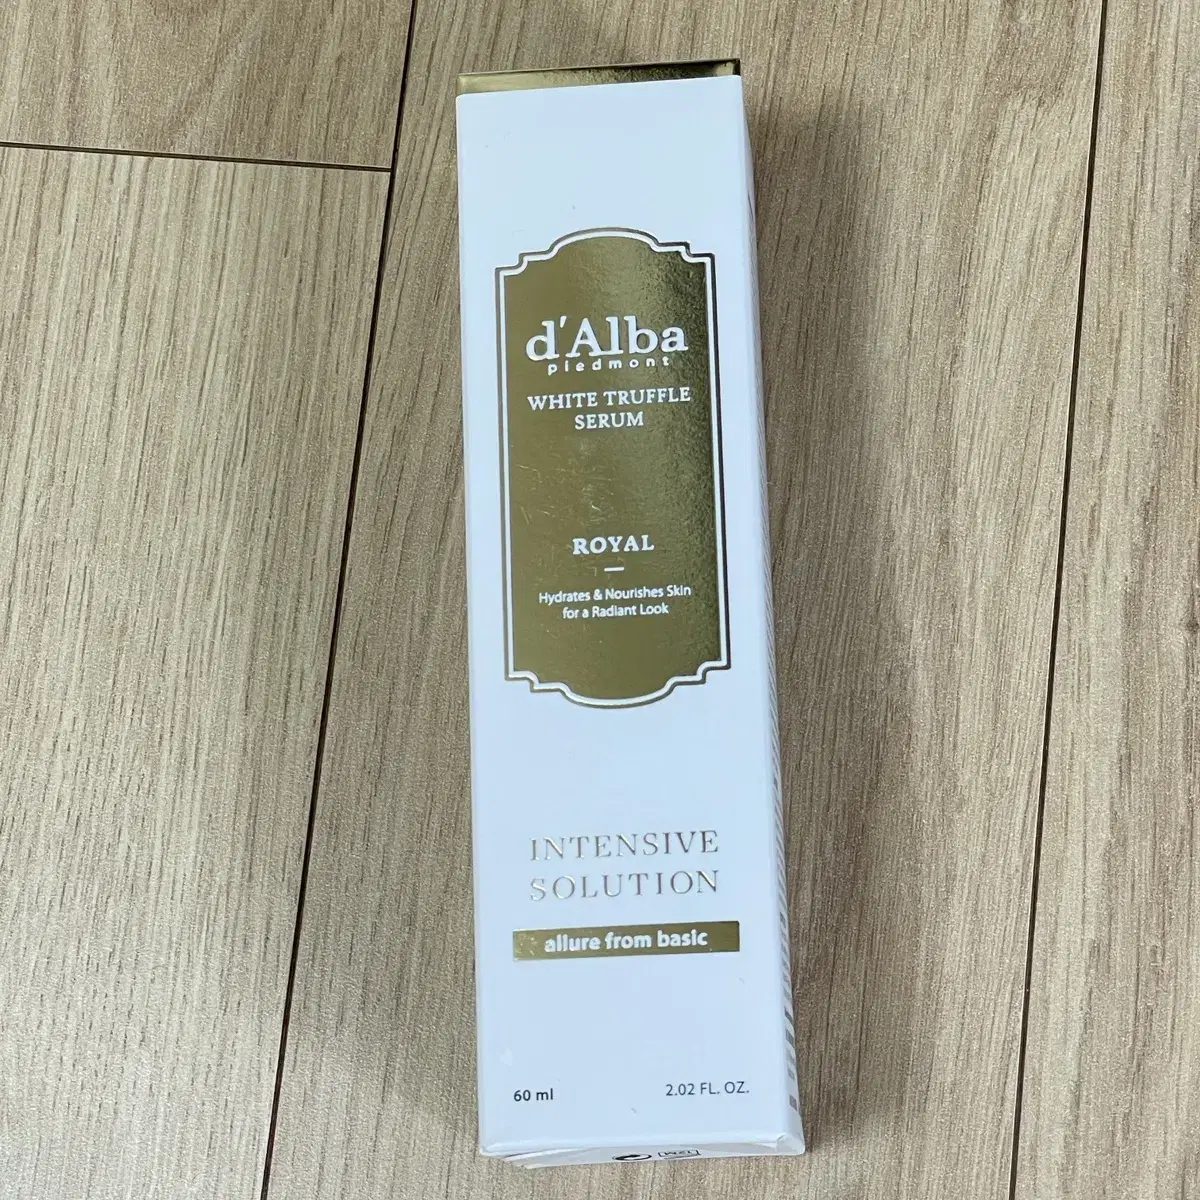 d'Alba
piedmont
WHITE TRUFFLE
SERUM
ROYAL
Hydrates & Nourishes Skin
for a Radiant Look
INTENSIVE
SOLUTION
allure from basic
60 ml
2.02 FL. OZ.
12M